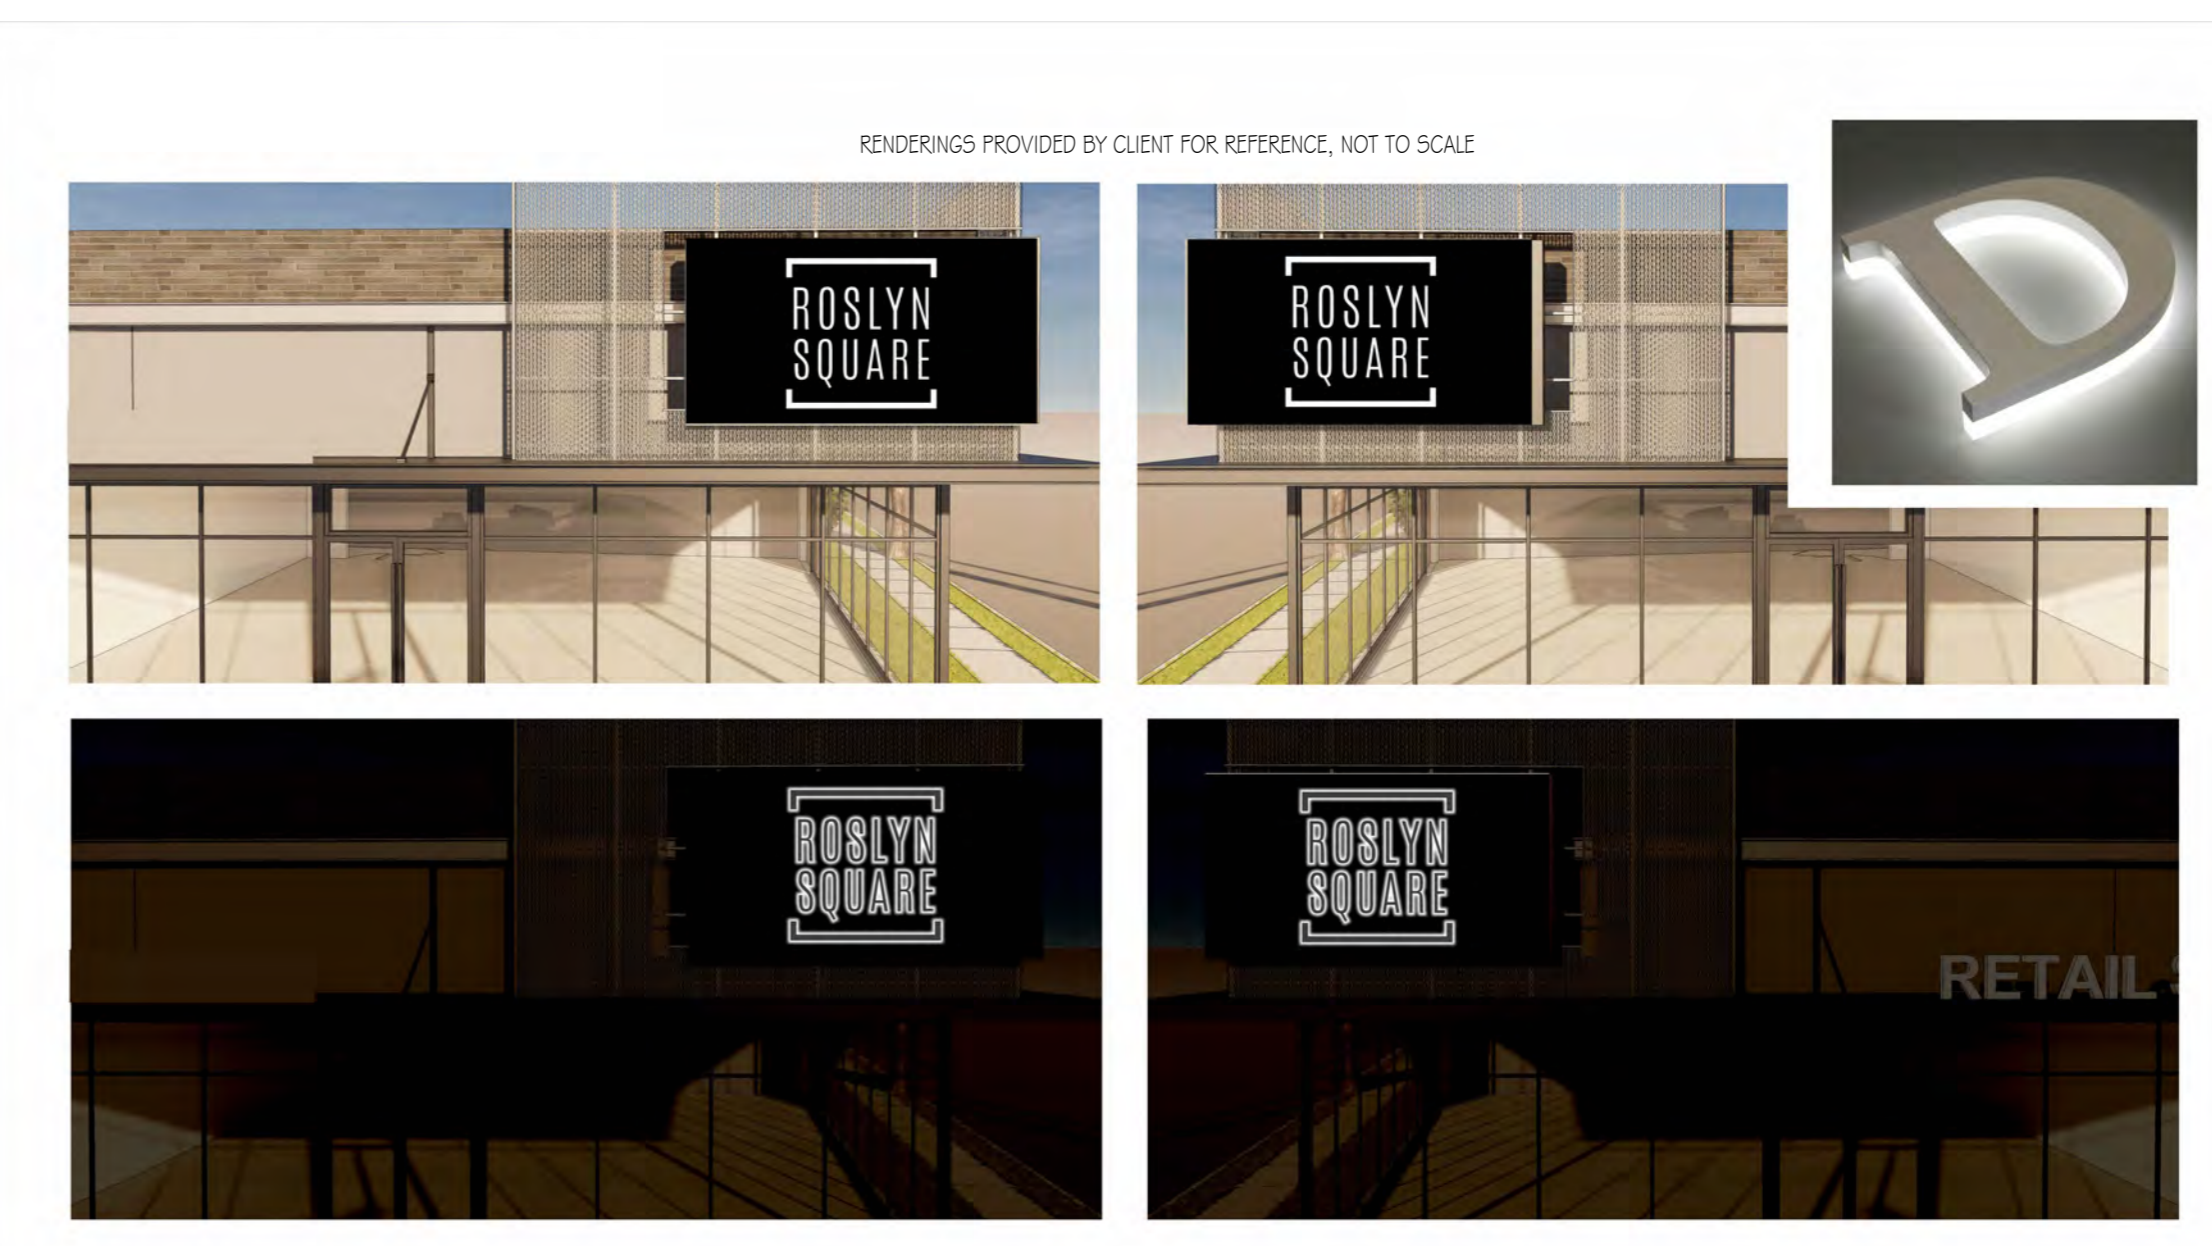 RENDERINGS PROVIDED BY CLIENT FOR REFERENCE, NOT TO SCALE
ROSLYN
SQUARE
ROSLYN
SQUARE
D
ROSLYN
SQUARE
ROSLYN
SQUARE
RETAIL